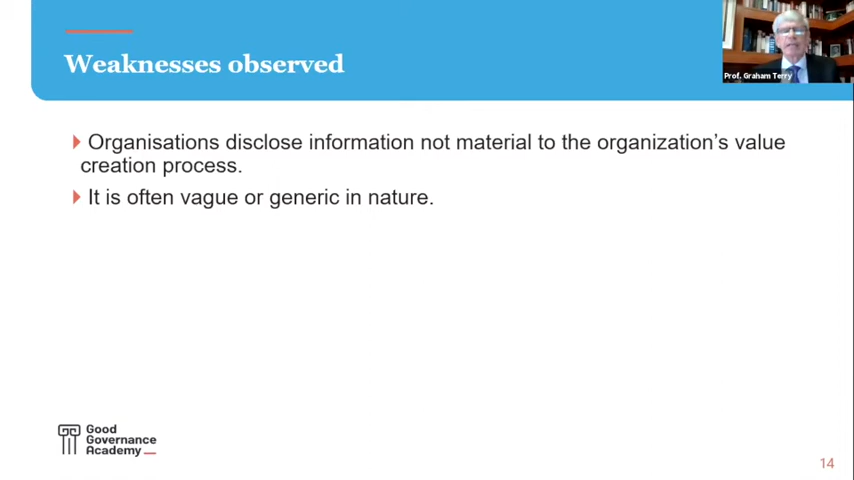 Weaknesses observed
Prof. Graham Terry
Organisations disclose information not material to the organization's value
creation process.
It is often vague or generic in nature.
Good
Governance
Academy
14